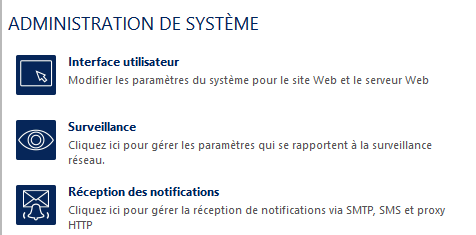 ADMINISTRATION DE SYSTÈME
Interface utilisateur
Modifier les paramètres du système pour le site Web et le serveur Web
Surveillance
Cliquez ici pour gérer les paramètres qui se rapportent à la surveillance
réseau.
Réception des notifications
Cliquez ici pour gérer la réception de notifications via SMTP, SMS et proxy
HTTP